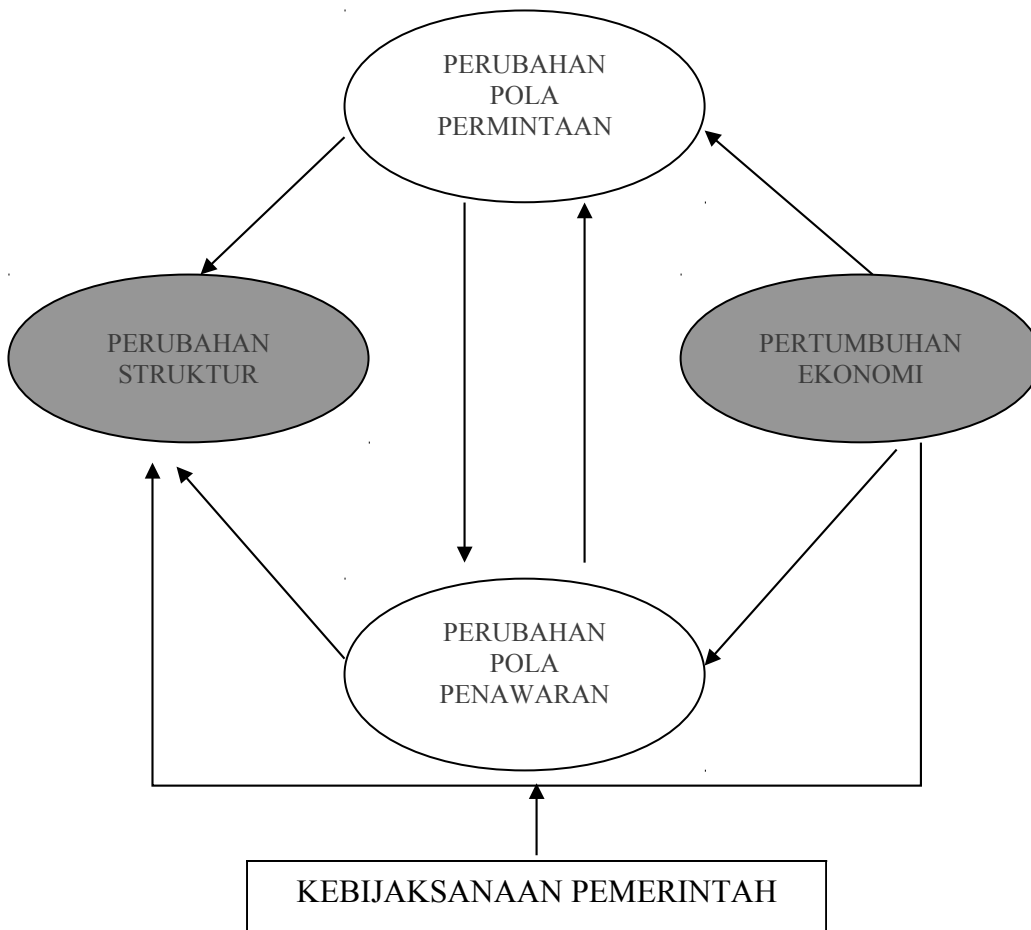 PERUBAHAN
POLA
PERMINTAAN
PERUBAHAN
STRUKTUR
PERTUMBUHAN
EKONOMI
PERUBAHAN
POLA
PENAWARAN
KEBIJAKSANAAN PEMERINTAH